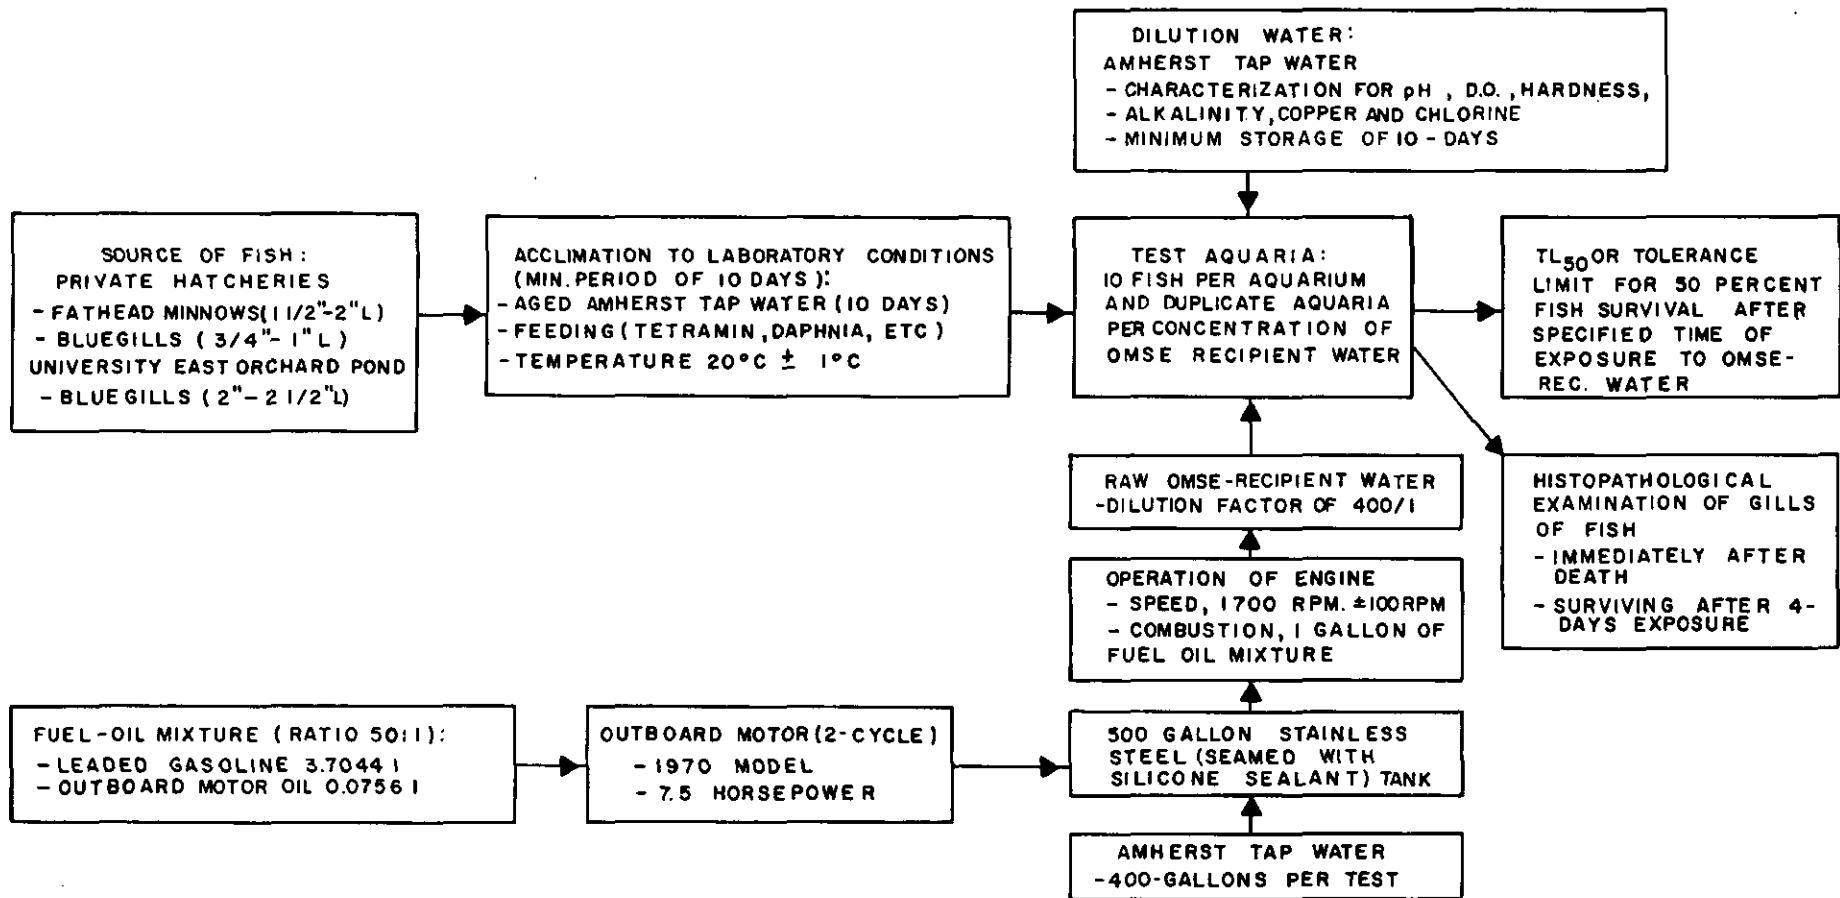 DILUTION WATER:
AMHERST TAP WATER
- CHARACTERIZATION FOR pH, D.O., HARDNESS,
- ALKALINITY, COPPER AND CHLORINE
- MINIMUM STORAGE OF 10-DAYS
SOURCE OF FISH:
PRIVATE HATCHERIES
- FATHEAD MINNOWS (1 1/2"-2" L)
- BLUEGILLS (3/4"-1" L)
UNIVERSITY EAST ORCHARD POND
- BLUEGILLS (2"-2 1/2" L)
ACCLIMATION TO LABORATORY CONDITIONS
(MIN. PERIOD OF 10 DAYS):
- AGED AMHERST TAP WATER (10 DAYS)
- FEEDING (TETRAMIN, DAPHNIA, ETC)
- TEMPERATURE 20°C ± 1°C
TEST AQUARIA:
10 FISH PER AQUARIUM
AND DUPLICATE AQUARIA
PER CONCENTRATION OF
OMSE RECIPIENT WATER
TL50 OR TOLERANCE
LIMIT FOR 50 PERCENT
FISH SURVIVAL AFTER
SPECIFIED TIME OF
EXPOSURE TO OMSE-
REC. WATER
RAW OMSE-RECIPIENT WATER
-DILUTION FACTOR OF 400/1
HISTOPATHOLOGICAL
EXAMINATION OF GILLS
OF FISH
- IMMEDIATELY AFTER
DEATH
- SURVIVING AFTER 4-
DAYS EXPOSURE
OPERATION OF ENGINE
- SPEED, 1700 RPM. ±100 RPM
- COMBUSTION, 1 GALLON OF
FUEL OIL MIXTURE
FUEL-OIL MIXTURE (RATIO 50:1):
- LEADED GASOLINE 3.7044 l
- OUTBOARD MOTOR OIL 0.0756 l
OUTBOARD MOTOR (2-CYCLE)
- 1970 MODEL
- 7.5 HORSEPOWER
500 GALLON STAINLESS
STEEL (SEAMED WITH
SILICONE SEALANT) TANK
AMHERST TAP WATER
-400-GALLONS PER TEST